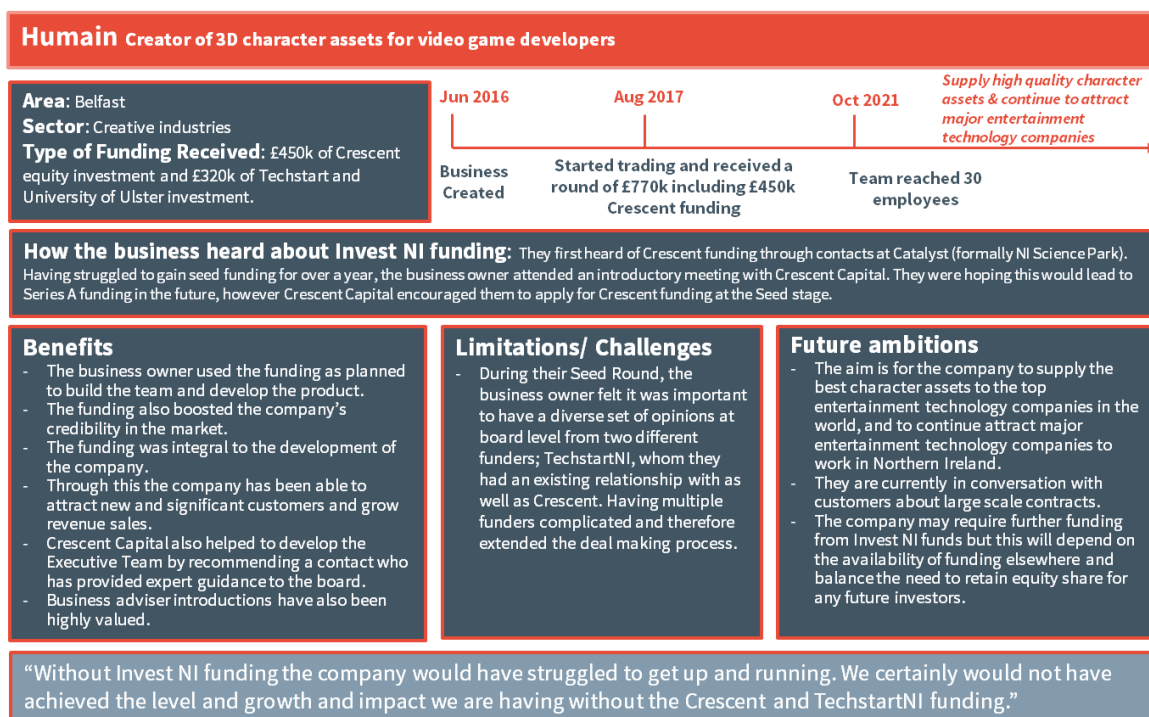 Humain Creator of 3D character assets for video game developers
Area: Belfast
Sector: Creative industries
Type of Funding Received: £450k of Crescent
equity investment and £320k of Techstart and
University of Ulster investment.
Jun 2016
Business
Created
Aug 2017
Started trading and received a
round of £770k including £450k
Crescent funding
Oct 2021
Team reached 30
employees
Supply high quality character
assets & continue to attract
major entertainment
technology companies
How the business heard about Invest NI funding: They first heard of Crescent funding through contacts at Catalyst (formally NI Science Park).
Having struggled to gain seed funding for over a year, the business owner attended an introductory meeting with Crescent Capital. They were hoping this would lead to
Series A funding in the future, however Crescent Capital encouraged them to apply for Crescent funding at the Seed stage.
Benefits
- The business owner used the funding as planned
to build the team and develop the product.
- The funding also boosted the company's
credibility in the market.
- The funding was integral to the development of
the company.
- Through this the company has been able to
attract new and significant customers and grow
revenue sales.
- Crescent Capital also helped to develop the
Executive Team by recommending a contact who
has provided expert guidance to the board.
- Business adviser introductions have also been
highly valued.
Limitations/ Challenges
- During their Seed Round, the
business owner felt it was important
to have a diverse set of opinions at
board level from two different
funders; TechstartNI, whom they
had an existing relationship with as
well as Crescent. Having multiple
funders complicated and therefore
extended the deal making process.
Future ambitions
- The aim is for the company to supply the
best character assets to the top
entertainment technology companies in the
world, and to continue attract major
entertainment technology companies to
work in Northern Ireland.
- They are currently in conversation with
customers about large scale contracts.
- The company may require further funding
from Invest NI funds but this will depend on
the availability of funding elsewhere and
balance the need to retain equity share for
any future investors.
“Without Invest NI funding the company would have struggled to get up and running. We certainly would not have
achieved the level and growth and impact we are having without the Crescent and TechstartNI funding.”